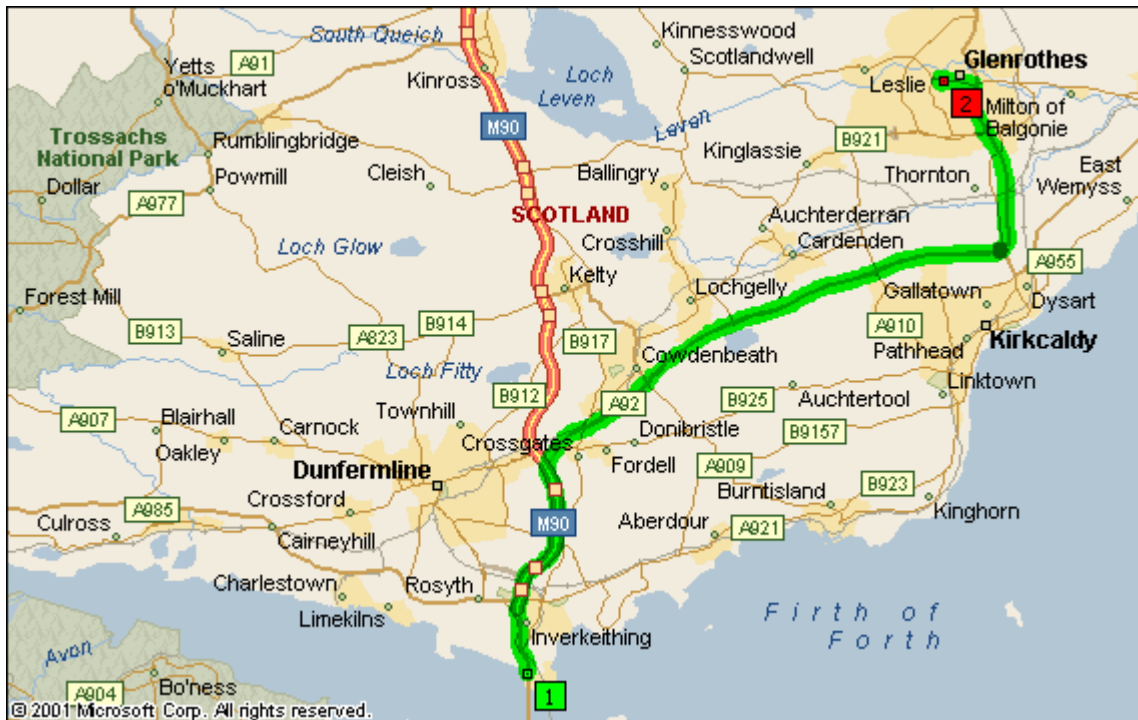 South Queich
Kinnesswood
A91
Scotlandwell
Glenrothes
Yetts
o'Muckhart
Kinross
Loch
Leven
Leslie
2
Milton of
Balgonie
M90
Leven
Trossachs
National Park
Rumblingbridge
B921
Kinglassie
East
Wemyss
Dollar
Powmill
Cleish
Ballingry
Thornton
A977
SCOTLAND
Auchterderran
Loch Glow
Crosshill
Cardenden
A955
Kelty
Forest Mill
Lochgelly
Gallatown
Dysart
B913
Saline
A823
B914
B917
A910
Kirkcaldy
Pathhead
Cowdenbeath
Loch Fitty
Linktown
B912
A92
B925
Auchtertool
A907
Blairhall
Townhill
Carnock
Crossgates
Donibristle
B9157
Oakley
Fordell
A909
Dunfermline
B923
Crossford
Burntisland
Kinghorn
A985
Culross
M90
Aberdour
A921
Cairneyhill
Charlestown
Rosyth
Limekilns
Inverkeithing
Firth of
Forth
Avon
A904
Bo'ness
1
© 2001 Microsoft Corp. All rights reserved.